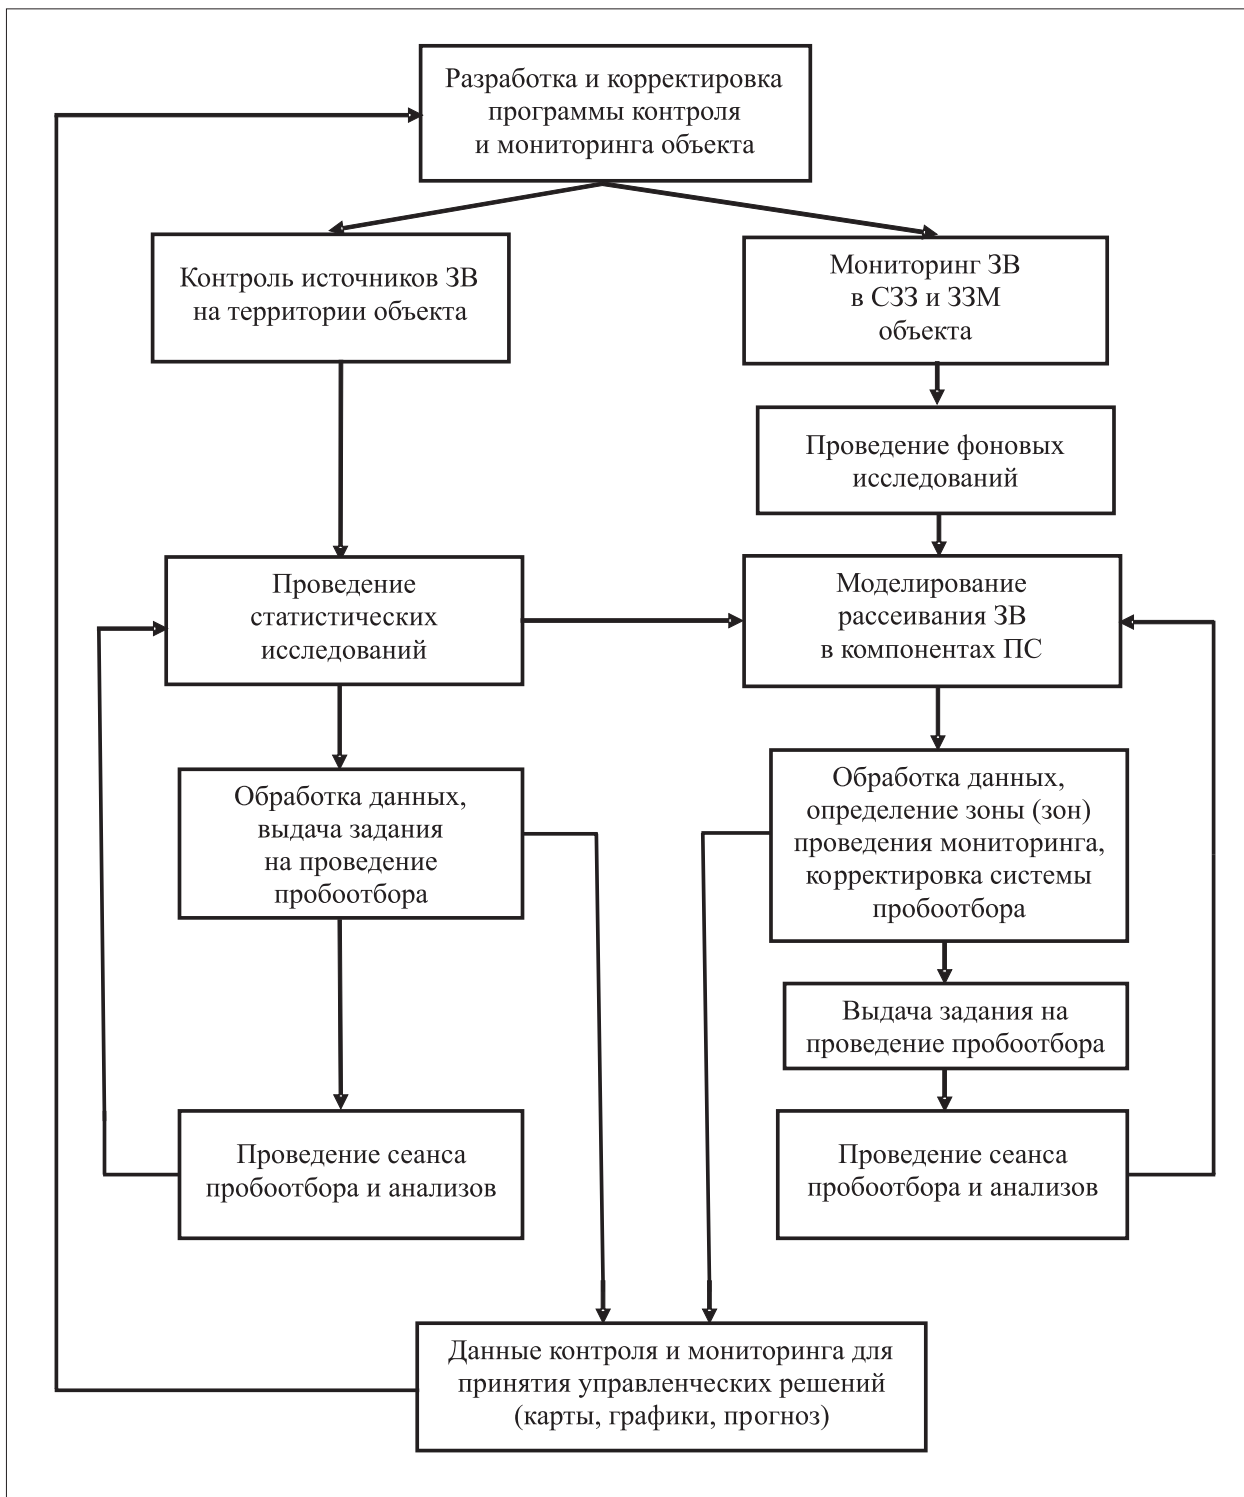 Разработка и корректировка
программы контроля
и мониторинга объекта
Контроль источников ЗВ
на территории объекта
Мониторинг ЗВ
в СЗЗ и ЗЗМ
объекта
Проведение фоновых
исследований
Проведение
статистических
исследований
Моделирование
рассеивания ЗВ
в компонентах ПС
Обработка данных,
выдача задания
на проведение
пробоотбора
Обработка данных,
определение зоны (зон)
проведения мониторинга,
корректировка системы
пробоотбора
Выдача задания на
проведение пробоотбора
Проведение сеанса
пробоотбора и анализов
Проведение сеанса
пробоотбора и анализов
Данные контроля и мониторинга для
принятия управленческих решений
(карты, графики, прогноз)